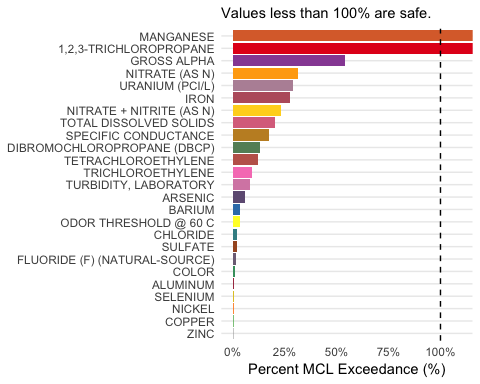 Values less than 100% are safe.
MANGANESE
1,2,3-TRICHLOROPROPANE
GROSS ALPHA
NITRATE (AS N)
URANIUM (PCI/L)
IRON
NITRATE + NITRITE (AS N)
TOTAL DISSOLVED SOLIDS
SPECIFIC CONDUCTANCE
DIBROMOCHLOROPROPANE (DBCP)
TETRACHLOROETHYLENE
TRICHLOROETHYLENE
TURBIDITY, LABORATORY
ARSENIC
BARIUM
ODOR THRESHOLD @ 60 C
CHLORIDE
SULFATE
FLUORIDE (F) (NATURAL-SOURCE)
COLOR
ALUMINUM
SELENIUM
NICKEL
COPPER
ZINC
0% 25% 50% 75% 100%
Percent MCL Exceedance (%)